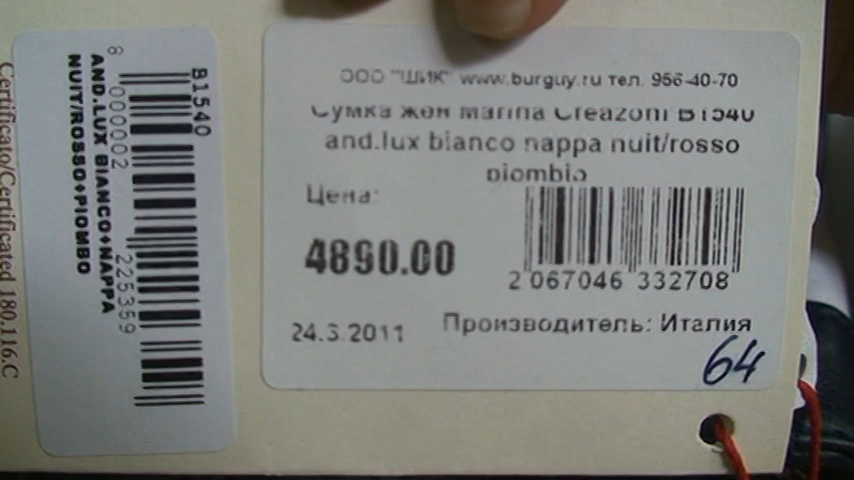 ООО "ШИК" www.burguy.ru тел. 956-40-70
Сумка жен Marina Creazoni B1540
and.lux bianco nappa nuit/rosso
piombio
Цена:
4890.00
2 067046 332708
24.3.2011
Производитель: Италия
64
B1540
8 000002 225359
AND.LUX BIANCO+NAPPA
NUIT/ROSSO+PIOMBO
Certificato/Certificated 180.116.C